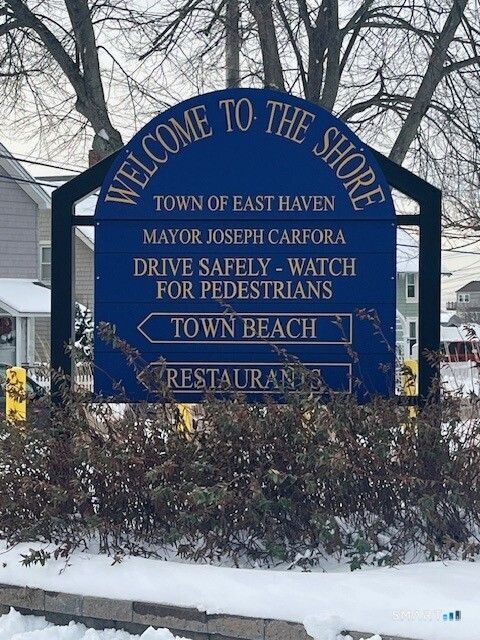 WELCOME TO THE SHORE
TOWN OF EAST HAVEN
MAYOR JOSEPH CARFORA
DRIVE SAFELY - WATCH
FOR PEDESTRIANS
TOWN BEACH
RESTAURANTS
SMART